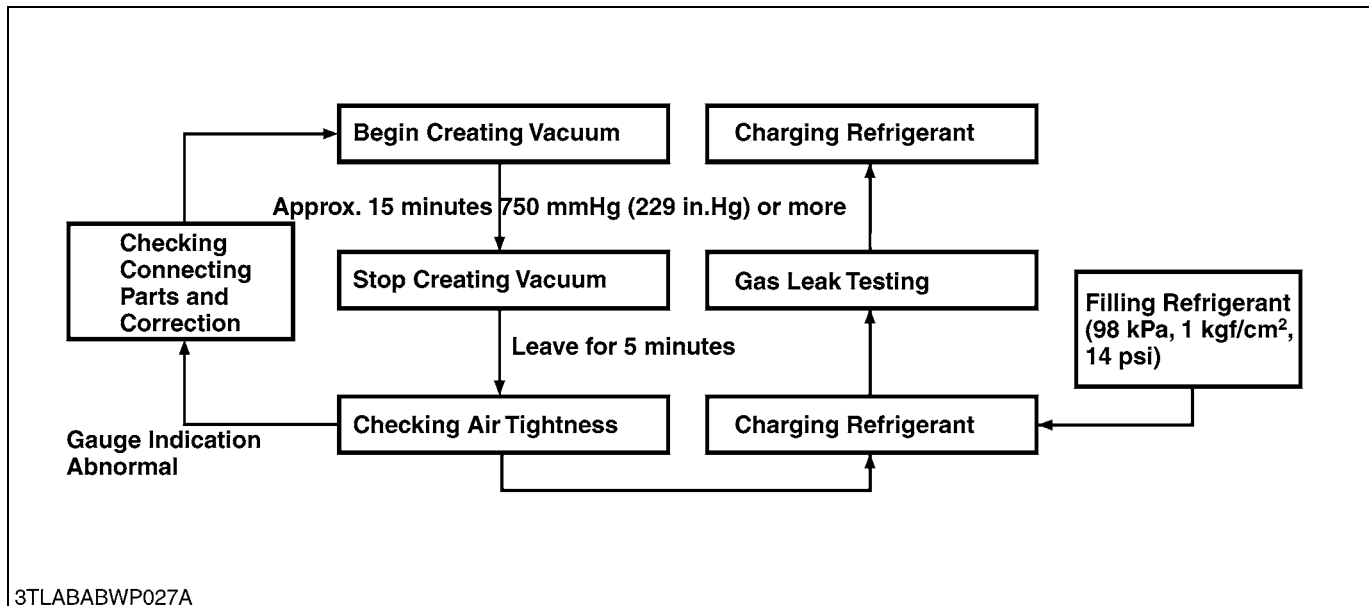 Begin Creating Vacuum
Charging Refrigerant
Approx. 15 minutes 750 mmHg (229 in.Hg) or more
Checking
Connecting
Parts and
Correction
Stop Creating Vacuum
Gas Leak Testing
Filling Refrigerant
(98 kPa, 1 kgf/cm², 
14 psi)
Leave for 5 minutes
Checking Air Tightness
Charging Refrigerant
Gauge Indication
Abnormal
3TLABABWP027A